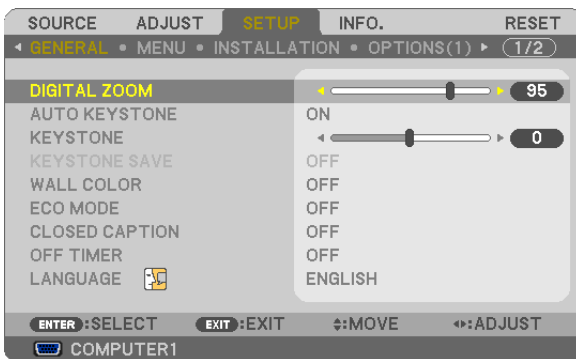 SOURCE ADJUST SETUP INFO. RESET
GENERAL • MENU • INSTALLATION • OPTIONS(1) 1/2
DIGITAL ZOOM 95
AUTO KEYSTONE ON
KEYSTONE 0
KEYSTONE SAVE OFF
WALL COLOR OFF
ECO MODE OFF
CLOSED CAPTION OFF
OFF TIMER OFF
LANGUAGE ENGLISH
ENTER :SELECT EXIT :EXIT :MOVE :ADJUST
COMPUTER1